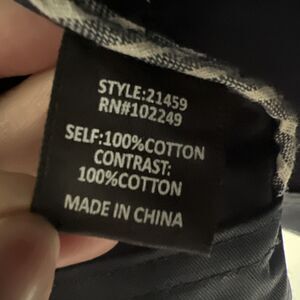 STYLE:21459
RN#102249
SELF:100%COTTON
CONTRAST:
100%COTTON
MADE IN CHINA